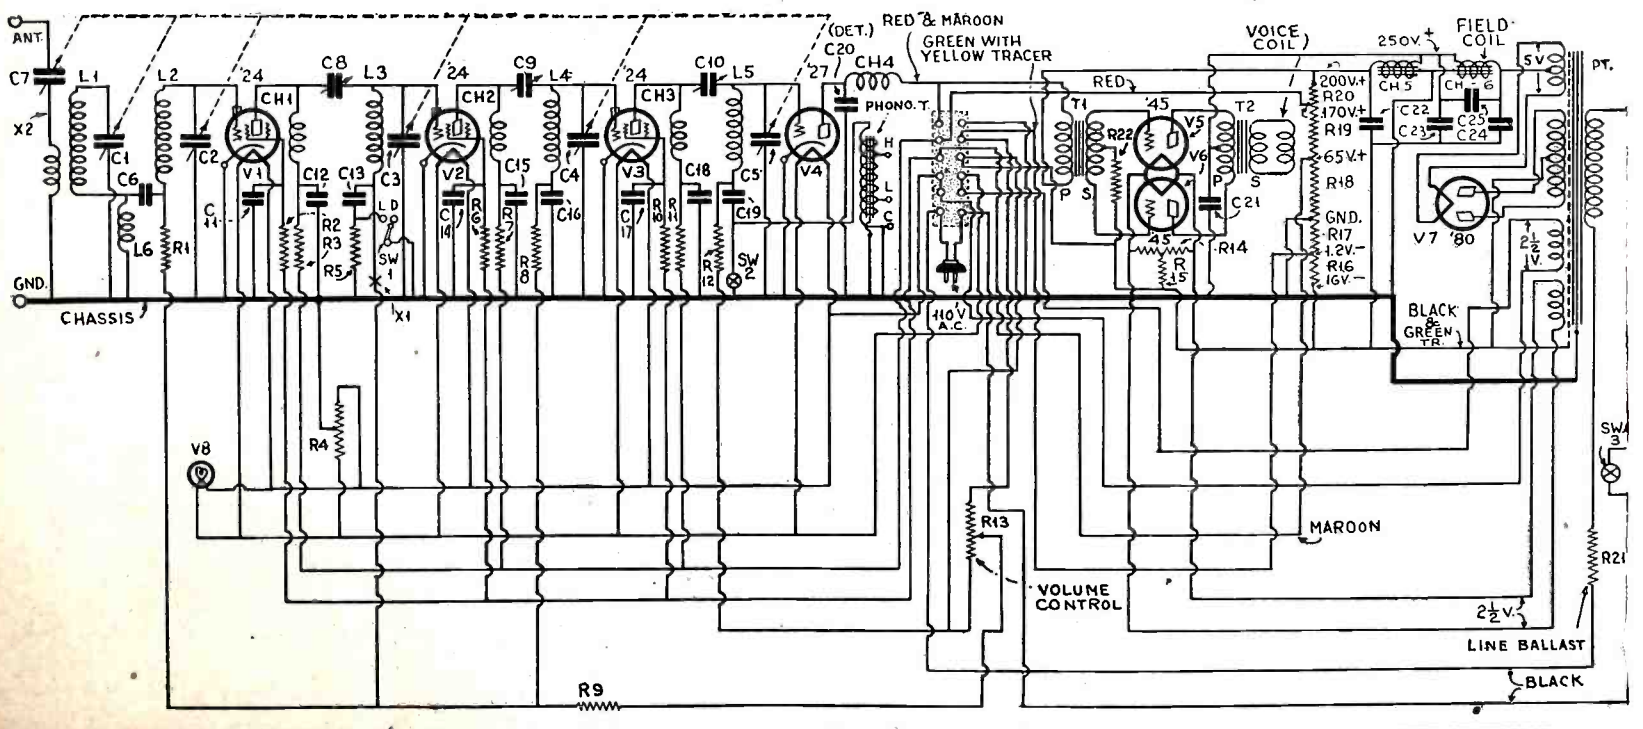 ANT.
C7
X2
GND.
CHASSIS
L1
C1
C6
L6
L2
C2
R1
'24
V1
C11
CH1
C8
C12
R2
R3
C13
R5
L D
SW 1
X1
L3
C3
R4
V8
'24
V2
C14
CH2
R6
R7
C15
C9
L4
C4
C16
R8
'24
V3
C17
CH3
R10
R11
C18
C10
L5
C5
C19
R12
SW 2
'27
V4
(DET.)
C20
CH4
PHONO. T.
H
L
C
RED & MAROON
GREEN WITH
YELLOW TRACER
RED
110 V
A.C.
R13
VOLUME
CONTROL
R9
T1
P
S
R22
'45
V5
V6
'45
R14
R15
T2
P
S
C21
VOICE
COIL
250V.+
FIELD
COIL
200V.+
R20
170V.+
R19
65V.+
R18
GND.
R17
1.2V.-
R16
16V.-
CH5
CH 6
C22
C23
C25
C24
V7 '80
5V
2½
V.
PT.
BLACK
&
GREEN
TR.
MAROON
2½ V.
SW
3
R21
LINE BALLAST
BLACK